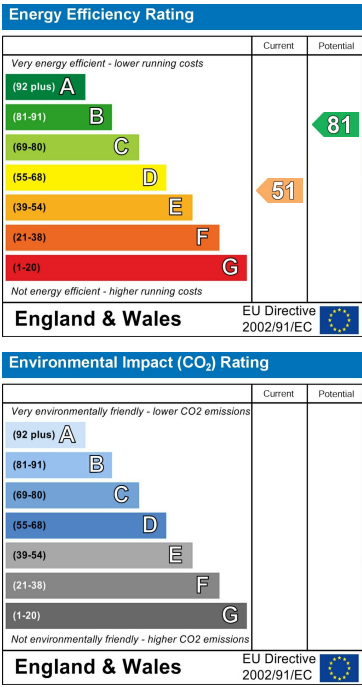 Energy Efficiency Rating
Current Potential
Very energy efficient - lower running costs
(92 plus) A
(81-91) B
81
(69-80) C
(55-68) D
51
(39-54) E
(21-38) F
(1-20) G
Not energy efficient - higher running costs
England & Wales
EU Directive
2002/91/EC
Environmental Impact (CO₂) Rating
Current Potential
Very environmentally friendly - lower CO2 emissions
(92 plus) A
(81-91) B
(69-80) C
(55-68) D
(39-54) E
(21-38) F
(1-20) G
Not environmentally friendly - higher CO2 emissions
England & Wales
EU Directive
2002/91/EC